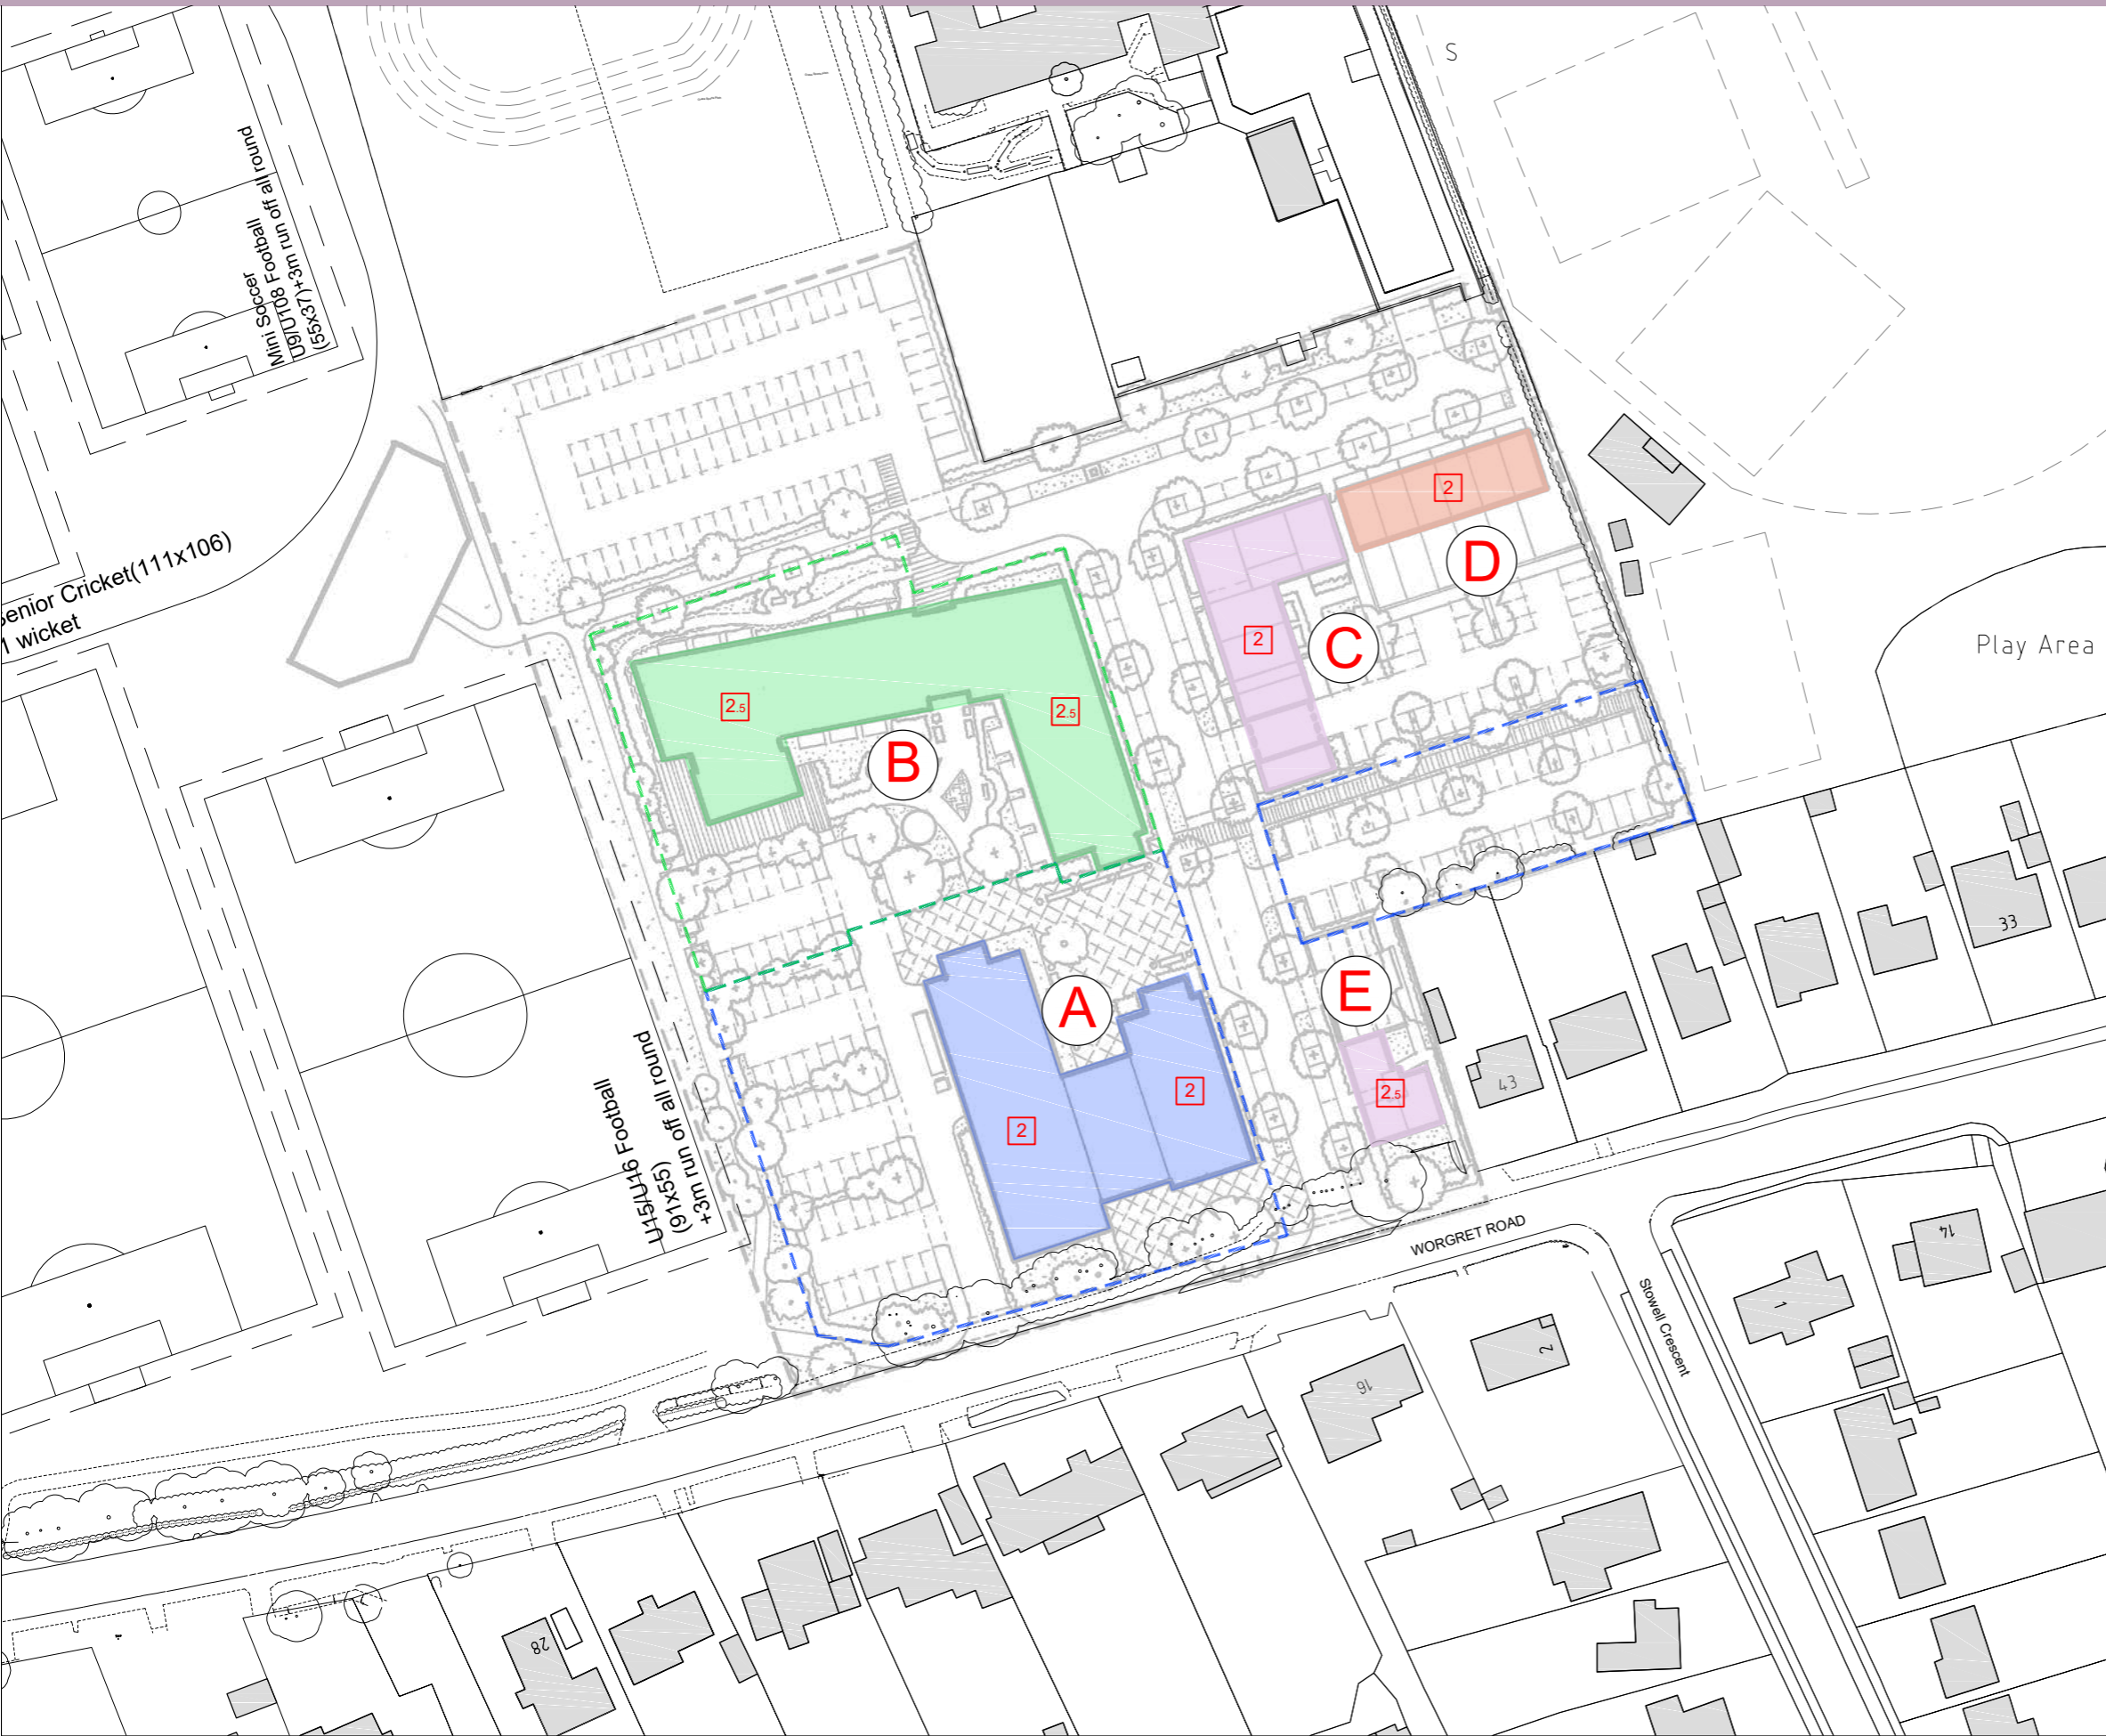 S
Mini Soccer
U9/U108 Football
(55x37)+3m run off all round
Senior Cricket(111x106)
1 wicket
2
D
2
C
Play Area
2.5
2.5
B
33
E
A
43
2.5
2
2
U15/U16 Football
(91x55)
+3m run off all round
WORGRET ROAD
Stowell Crescent
14
1
2
16
28